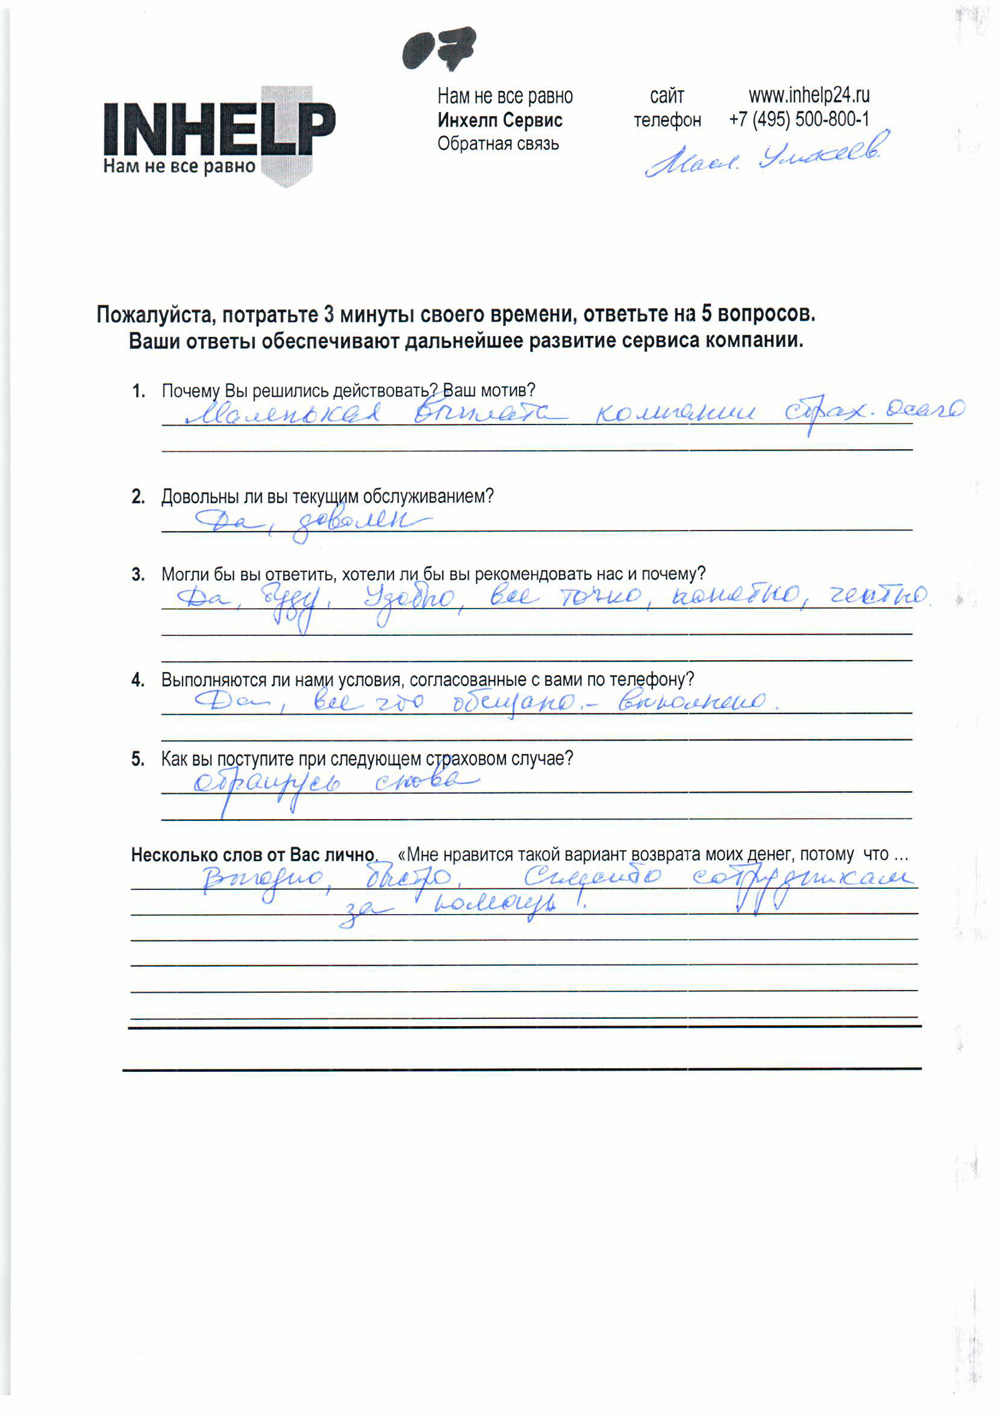 07
INHELP
Нам не все равно
Нам не все равно сайт www.inhelp24.ru
Инхелп Сервис телефон +7 (495) 500-800-1
Обратная связь
Пожалуйста, потратьте 3 минуты своего времени, ответьте на 5 вопросов.
Ваши ответы обеспечивают дальнейшее развитие сервиса компании.
1. Почему Вы решились действовать? Ваш мотив?
Маленькая выплата компании страх. осаго
2. Довольны ли вы текущим обслуживанием?
Да, доволен
3. Могли бы вы ответить, хотели ли бы вы рекомендовать нас и почему?
Да, буду. Удобно, все точно, понятно, честно.
4. Выполняются ли нами условия, согласованные с вами по телефону?
Да, все что обещано - выполнено.
5. Как вы поступите при следующем страховом случае?
обращусь снова
Несколько слов от Вас лично. «Мне нравится такой вариант возврата моих денег, потому что ...
Выгодно, быстро. Спасибо сотрудникам
за помощь!